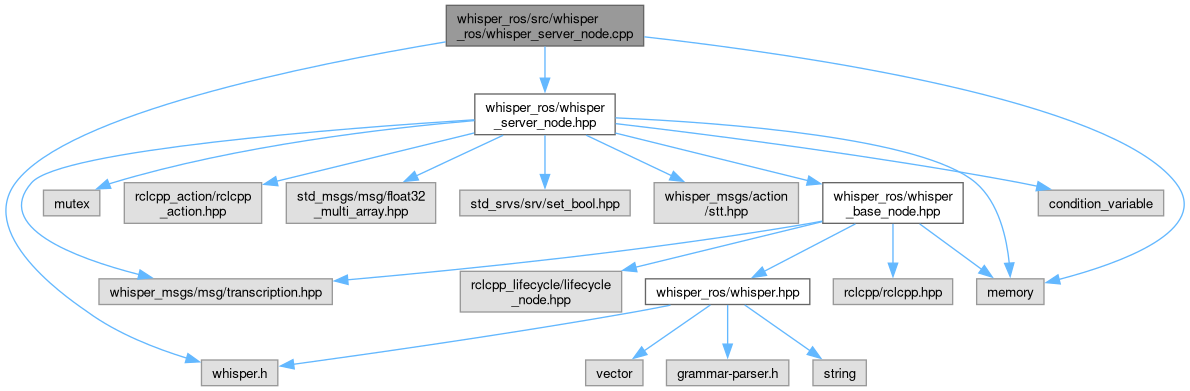 whisper_ros/src/whisper
_ros/whisper_server_node.cpp
whisper_ros/whisper
_server_node.hpp
mutex
rclcpp_action/rclcpp
_action.hpp
std_msgs/msg/float32
_multi_array.hpp
std_srvs/srv/set_bool.hpp
whisper_msgs/action
/stt.hpp
whisper_ros/whisper
_base_node.hpp
condition_variable
whisper_msgs/msg/transcription.hpp
rclcpp_lifecycle/lifecycle
_node.hpp
whisper_ros/whisper.hpp
rclcpp/rclcpp.hpp
memory
whisper.h
vector
grammar-parser.h
string